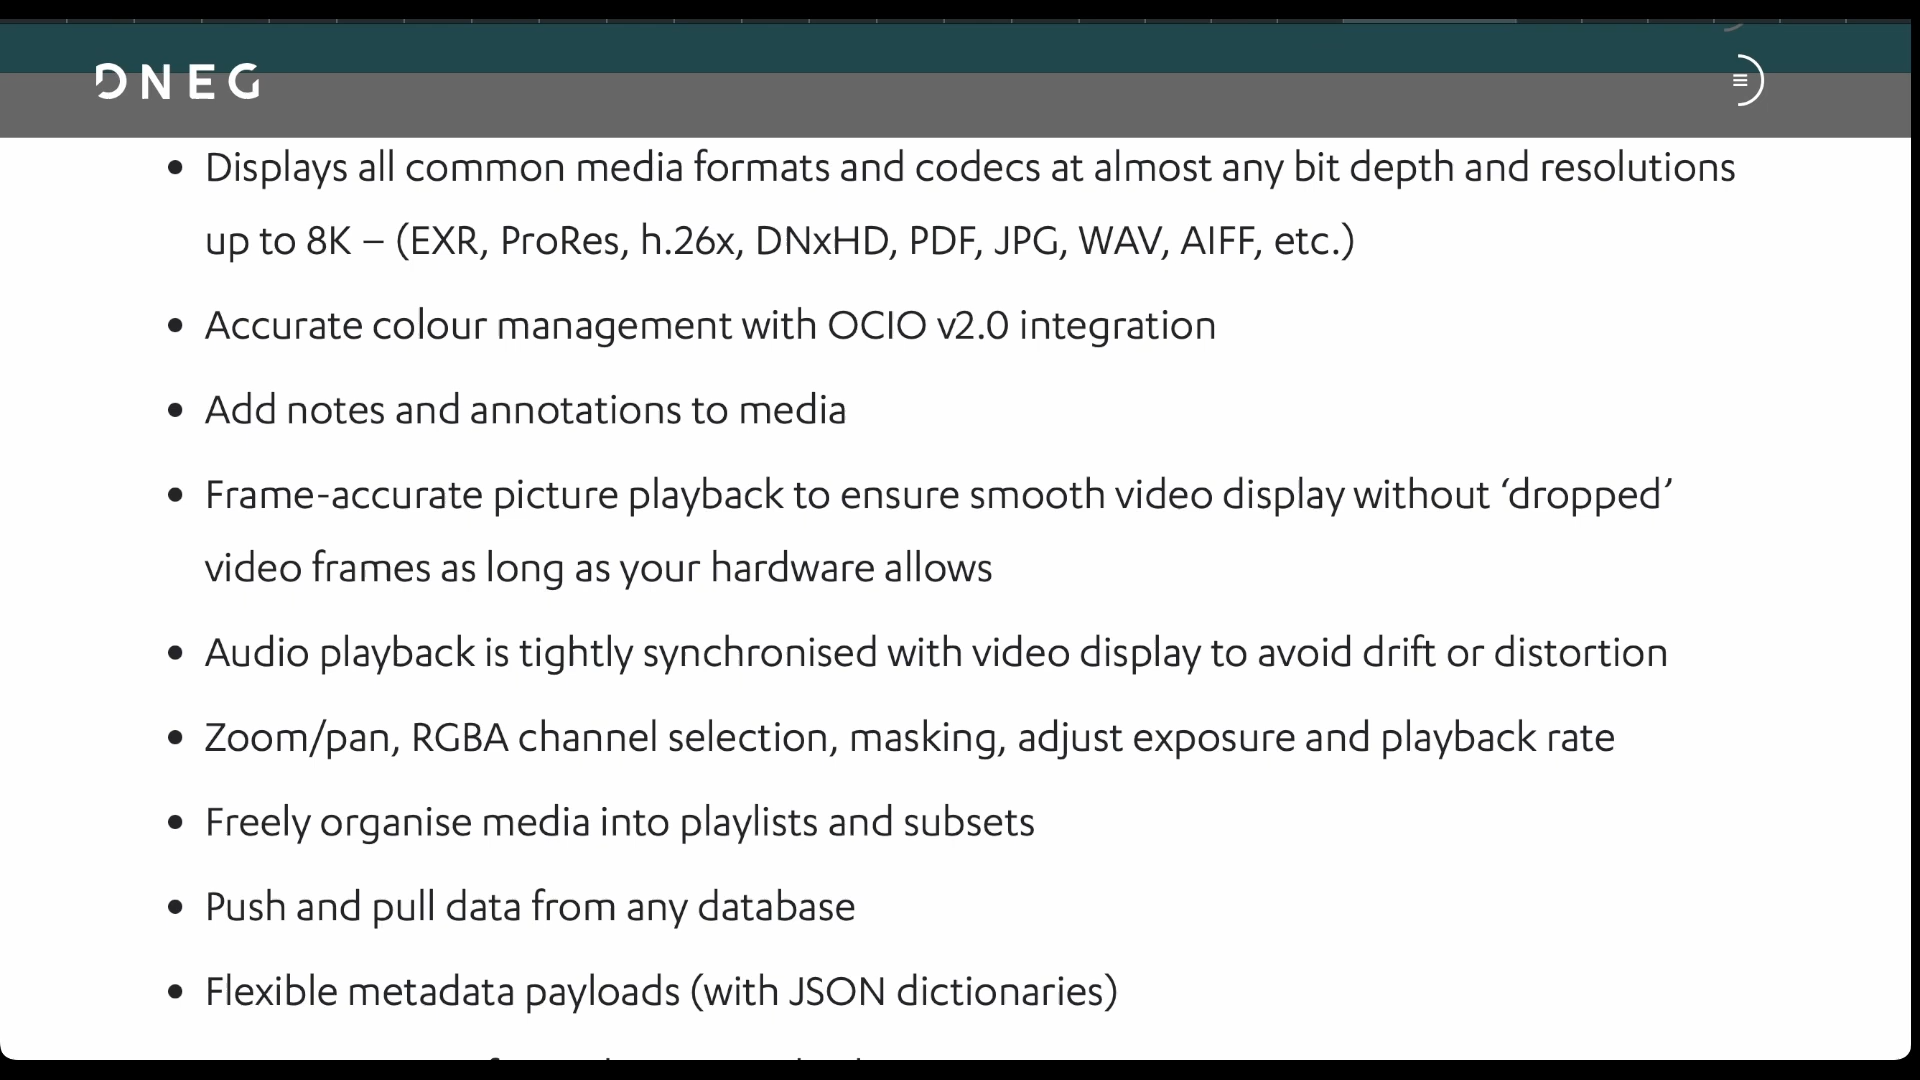 DNEG
• Displays all common media formats and codecs at almost any bit depth and resolutions
up to 8K – (EXR, ProRes, h.26x, DNxHD, PDF, JPG, WAV, AIFF, etc.)
• Accurate colour management with OCIO v2.0 integration
• Add notes and annotations to media
• Frame-accurate picture playback to ensure smooth video display without ‘dropped’
video frames as long as your hardware allows
• Audio playback is tightly synchronised with video display to avoid drift or distortion
• Zoom/pan, RGBA channel selection, masking, adjust exposure and playback rate
• Freely organise media into playlists and subsets
• Push and pull data from any database
• Flexible metadata payloads (with JSON dictionaries)